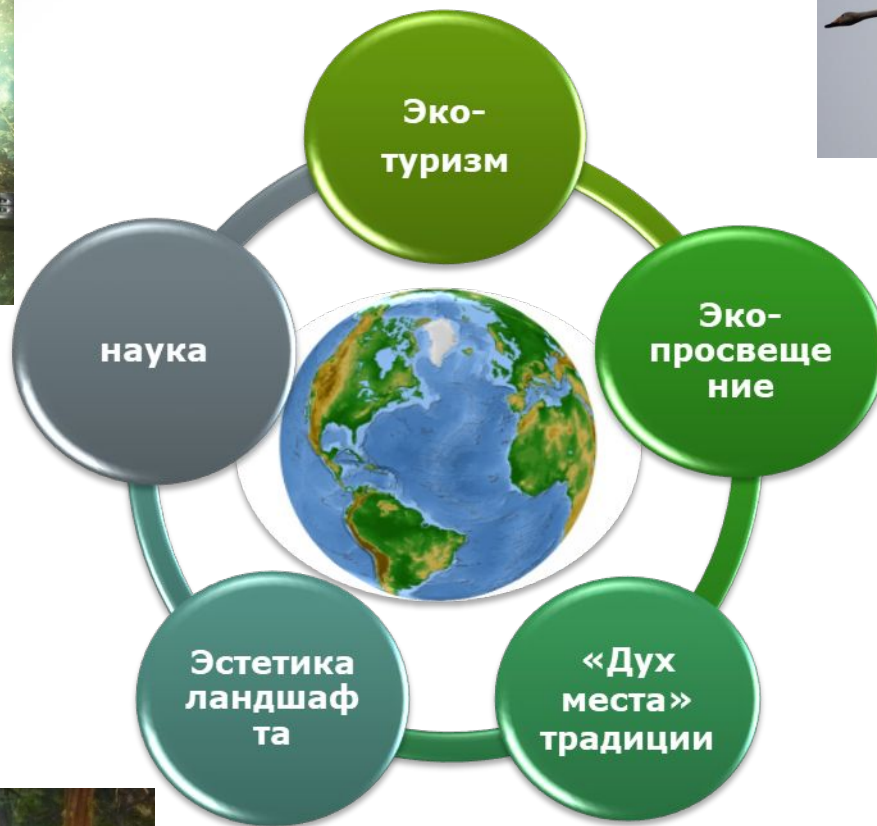 Эко-
туризм
Эко-
просвеще
ние
«Дух
места»
традиции
Эстетика
ландшаф
та
наука